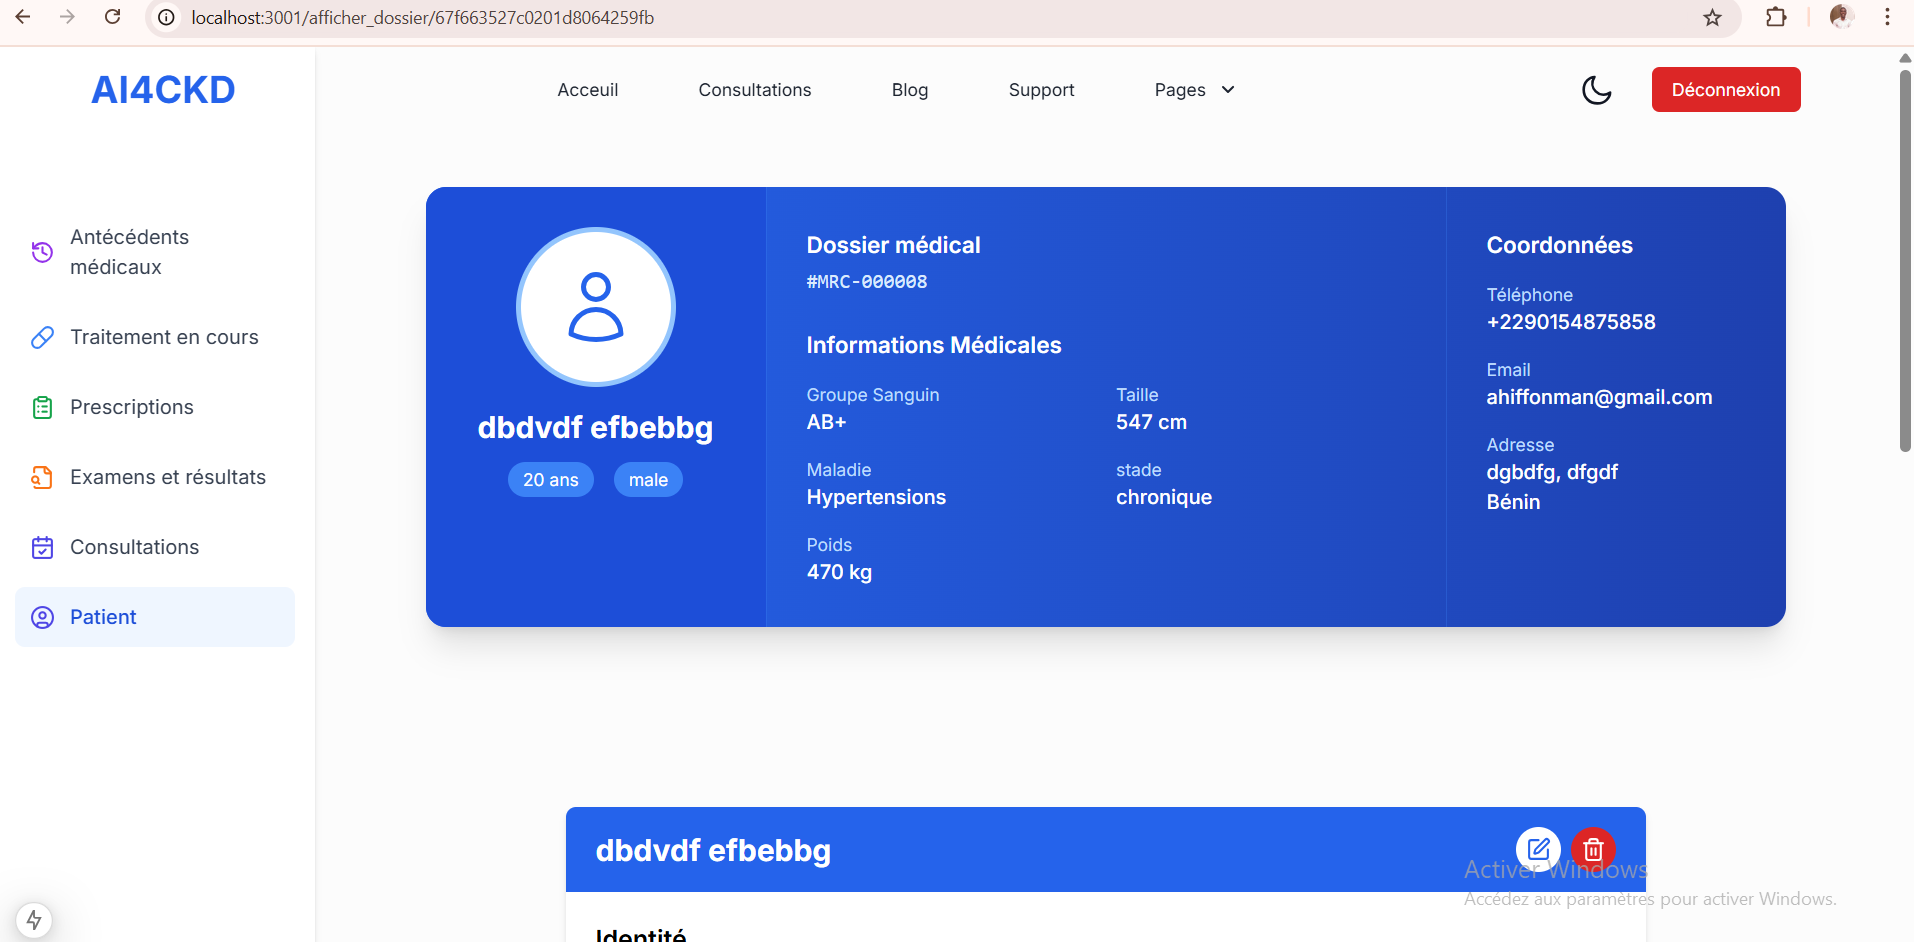 localhost:3001/afficher_dossier/67f663527c0201d8064259fb
AI4CKD
Acceuil
Consultations
Blog
Support
Pages
Déconnexion
Antécédents
médicaux
Traitement en cours
Prescriptions
Examens et résultats
Consultations
Patient
dbdvdf efbebbg
20 ans
male
Dossier médical
#MRC-000008
Informations Médicales
Groupe Sanguin
AB+
Taille
547 cm
Maladie
Hypertensions
stade
chronique
Poids
470 kg
Coordonnées
Téléphone
+2290154875858
Email
ahiffonman@gmail.com
Adresse
dgbdfg, dfgdf
Bénin
dbdvdf efbebbg
Identité
Activer Windows
Accédez aux paramètres pour activer Windows.